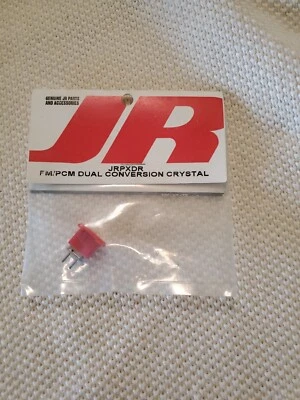 GENUINE JR PARTS
AND ACCESSORIES
JR
JRPXDR
FM/PCM DUAL CONVERSION CRYSTAL